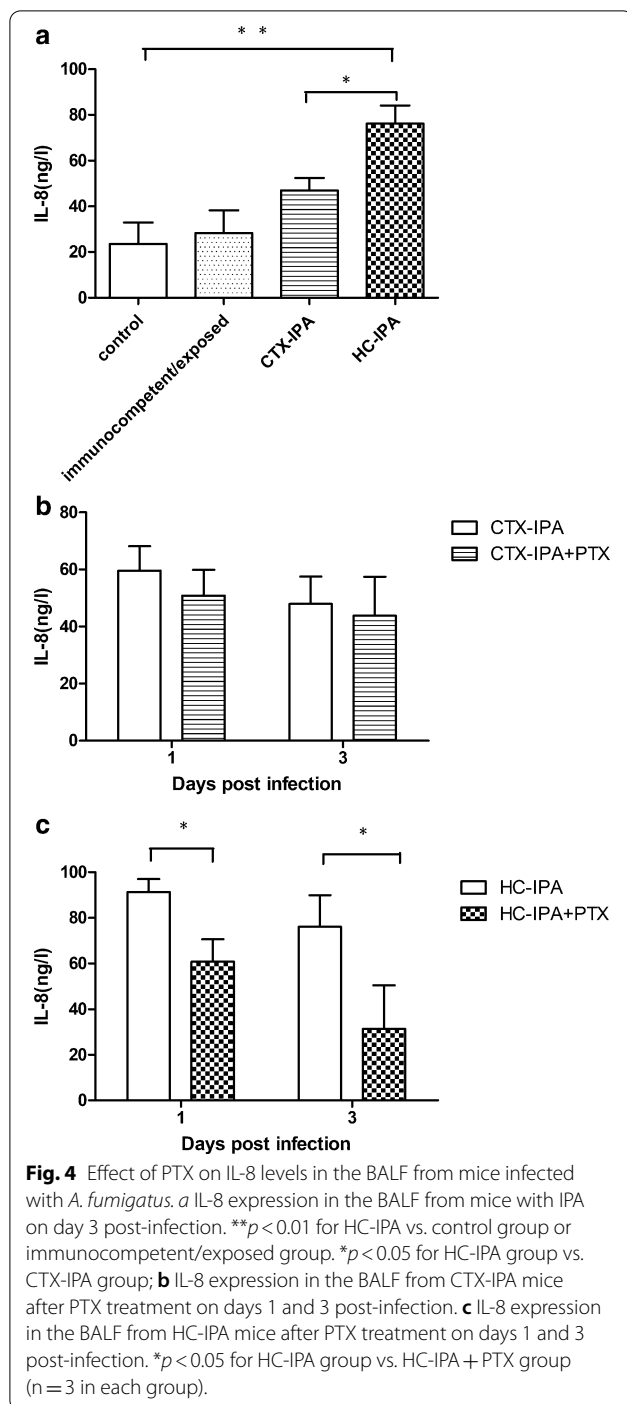 a
* *
*
100
80
60
40
20
0
IL-8(ng/l)
control
immunocompetent/exposed
CTX-IPA
HC-IPA
b
80
60
40
20
0
IL-8(ng/l)
CTX-IPA
CTX-IPA+PTX
1 3
Days post infection
c
* *
100
80
60
40
20
0
IL-8(ng/l)
HC-IPA
HC-IPA+PTX
1 3
Days post infection
Fig. 4 Effect of PTX on IL-8 levels in the BALF from mice infected
with A. fumigatus. a IL-8 expression in the BALF from mice with IPA
on day 3 post-infection. **p < 0.01 for HC-IPA vs. control group or
immunocompetent/exposed group. *p < 0.05 for HC-IPA group vs.
CTX-IPA group; b IL-8 expression in the BALF from CTX-IPA mice
after PTX treatment on days 1 and 3 post-infection. c IL-8 expression
in the BALF from HC-IPA mice after PTX treatment on days 1 and 3
post-infection. *p < 0.05 for HC-IPA group vs. HC-IPA + PTX group
(n = 3 in each group).